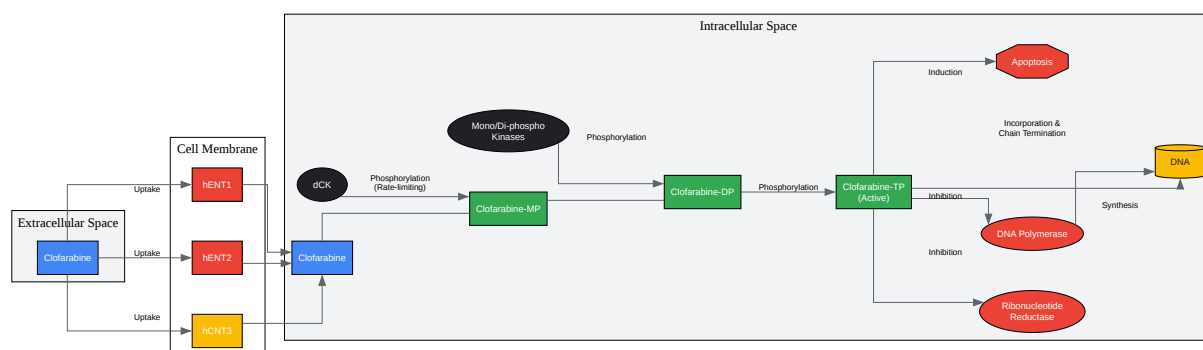 Intracellular Space
Apoptosis
Induction
Mono/Di-phospho
Kinases
Phosphorylation
Incorporation &
Chain Termination
Cell Membrane
hENT1
Uptake
dCK
Phosphorylation
(Rate-limiting)
Clofarabine-MP
Clofarabine-DP
Phosphorylation
Clofarabine-TP
(Active)
Inhibition
DNA
Synthesis
DNA Polymerase
Extracellular Space
Clofarabine
Uptake
hENT2
Clofarabine
Inhibition
Uptake
hCNT3
Ribonucleotide
Reductase